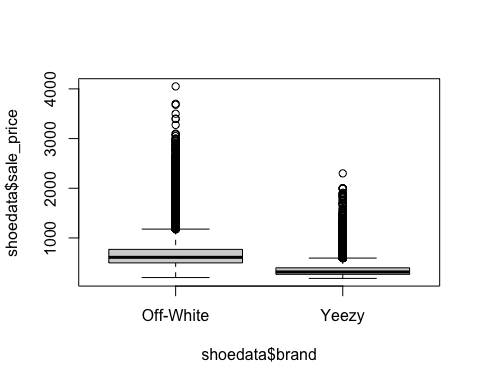 shoedata$sale_price
4000
3000
2000
1000
Off-White
Yeezy
shoedata$brand